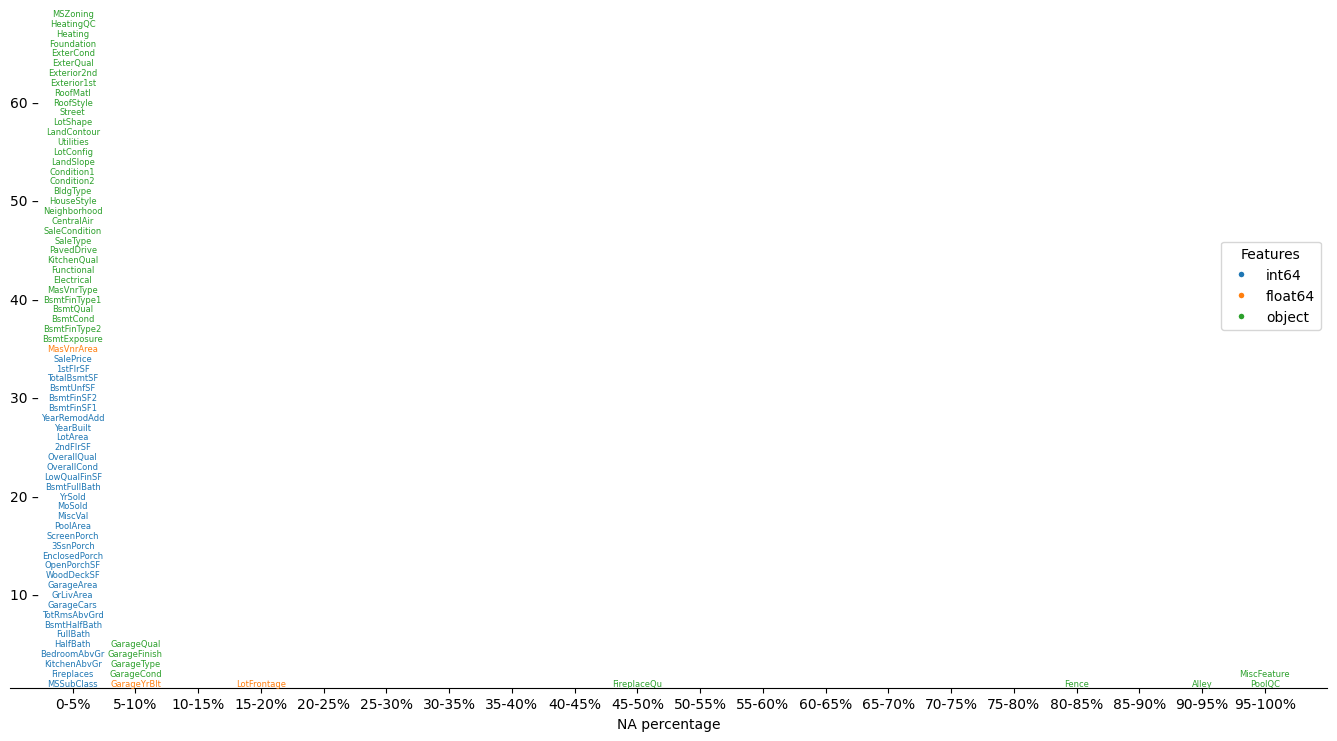 MSZoning
HeatingQC
Heating
Foundation
ExterCond
ExterQual
Exterior2nd
Exterior1st
RoofMatl
60
RoofStyle
Street
LotShape
LandContour
Utilities
LotConfig
LandSlope
Condition1
Condition2
BldgType
50
HouseStyle
Neighborhood
CentralAir
SaleCondition
SaleType
PavedDrive
KitchenQual
Functional
Electrical
MasVnrType
40
BsmtFinType1
BsmtQual
BsmtCond
BsmtFinType2
BsmtExposure
MasVnrArea
SalePrice
1stFlrSF
TotalBsmtSF
BsmtUnfSF
30
BsmtFinSF2
BsmtFinSF1
YearRemodAdd
YearBuilt
LotArea
2ndFlrSF
OverallQual
OverallCond
LowQualFinSF
BsmtFullBath
20
YrSold
MoSold
MiscVal
PoolArea
ScreenPorch
3SsnPorch
EnclosedPorch
OpenPorchSF
WoodDeckSF
GarageArea
10
GrLivArea
GarageCars
TotRmsAbvGrd
BsmtHalfBath
FullBath
HalfBath
BedroomAbvGr
KitchenAbvGr
Fireplaces
MSSubClass
GarageQual
GarageFinish
GarageType
GarageCond
GarageYrBlt
LotFrontage
FireplaceQu
Fence
Alley
MiscFeature
PoolQC
Features
int64
float64
object
0-5% 5-10% 10-15% 15-20% 20-25% 25-30% 30-35% 35-40% 40-45% 45-50% 50-55% 55-60% 60-65% 65-70% 70-75% 75-80% 80-85% 85-90% 90-95% 95-100%
NA percentage